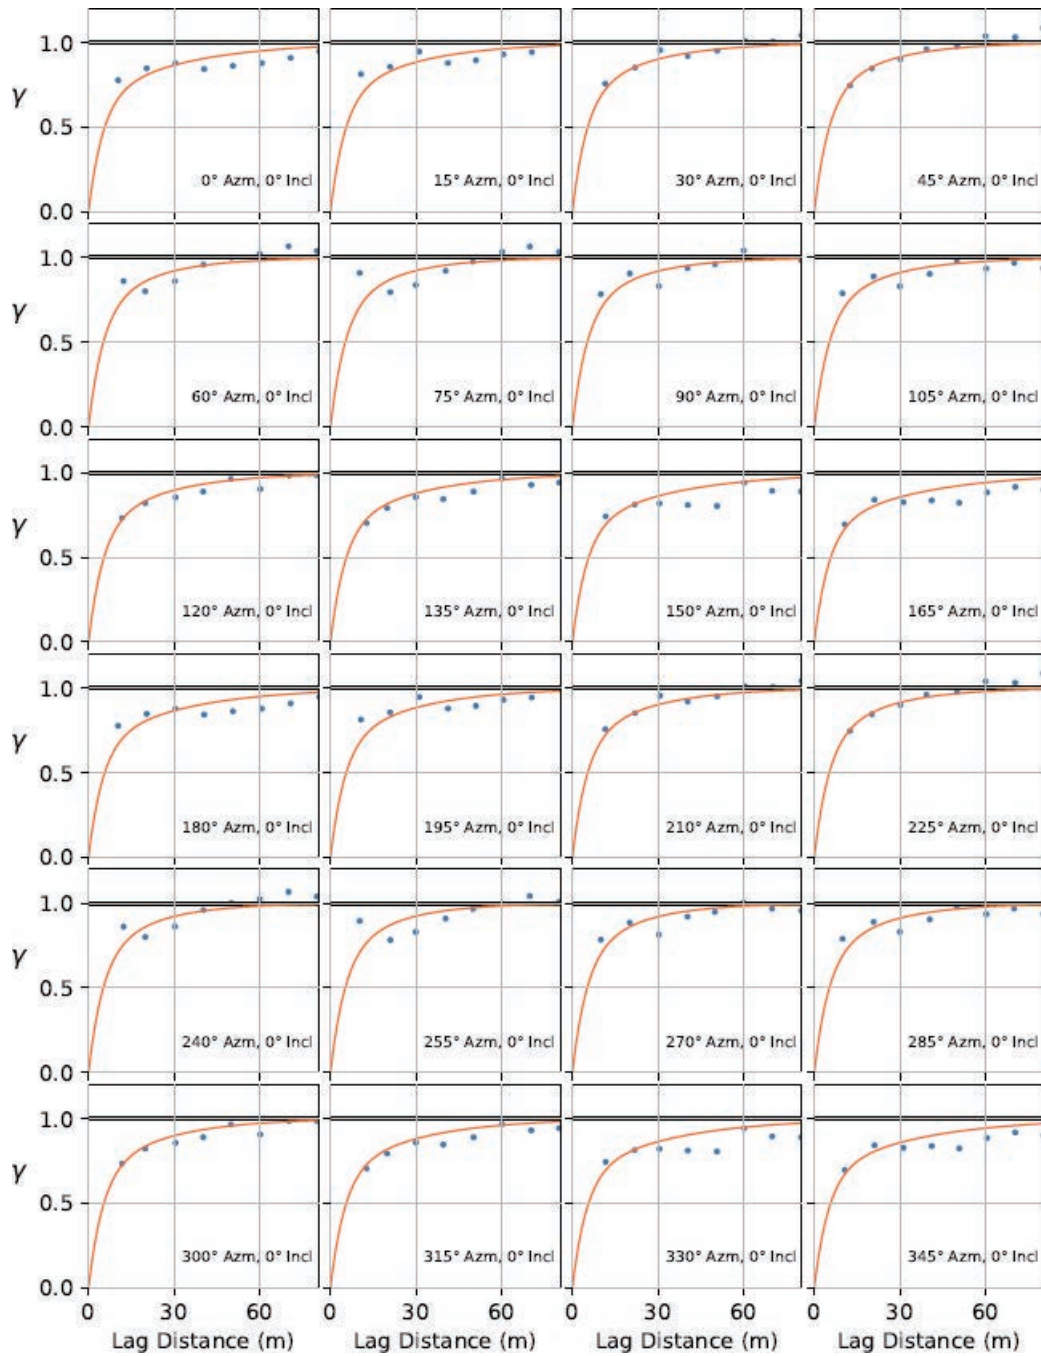 1.0
γ
0.5
0° Azm, 0° Incl 15° Azm, 0° Incl 30° Azm, 0° Incl 45° Azm, 0° Incl
0.0
1.0
γ
0.5
60° Azm, 0° Incl 75° Azm, 0° Incl 90° Azm, 0° Incl 105° Azm, 0° Incl
0.0
1.0
γ
0.5
120° Azm, 0° Incl 135° Azm, 0° Incl 150° Azm, 0° Incl 165° Azm, 0° Incl
0.0
1.0
γ
0.5
180° Azm, 0° Incl 195° Azm, 0° Incl 210° Azm, 0° Incl 225° Azm, 0° Incl
0.0
1.0
γ
0.5
240° Azm, 0° Incl 255° Azm, 0° Incl 270° Azm, 0° Incl 285° Azm, 0° Incl
0.0
1.0
γ
0.5
300° Azm, 0° Incl 315° Azm, 0° Incl 330° Azm, 0° Incl 345° Azm, 0° Incl
0.0
0 30 60 0 30 60 0 30 60 0 30 60
Lag Distance (m) Lag Distance (m) Lag Distance (m) Lag Distance (m)